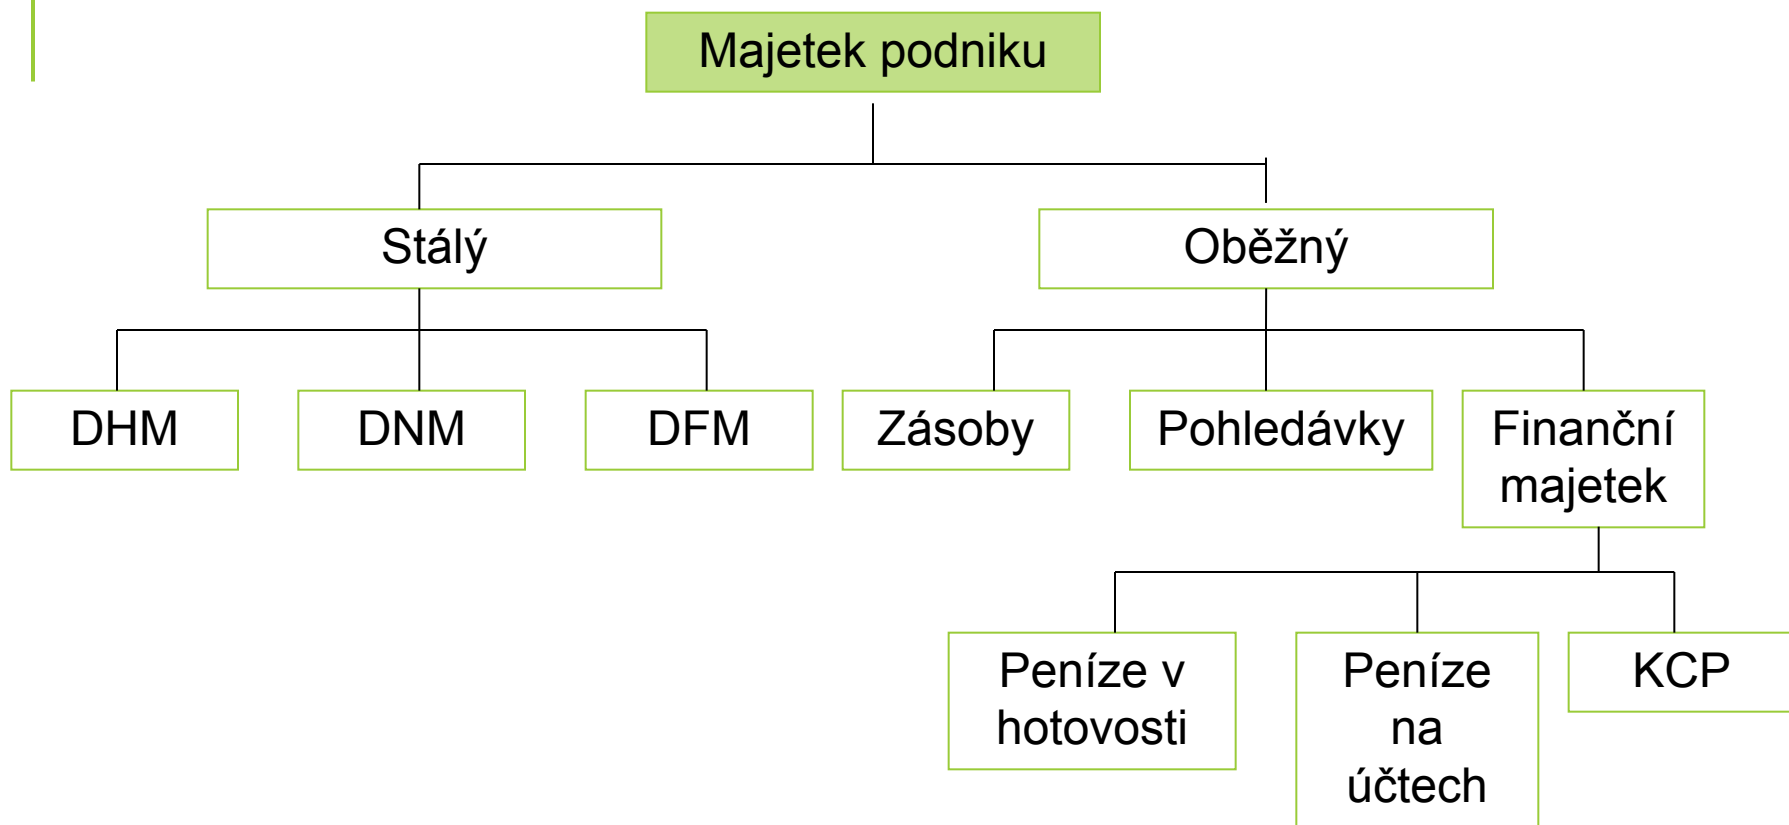 Majetek podniku
Stálý
Oběžný
DHM
DNM
DFM
Zásoby
Pohledávky
Finanční
majetek
Peníze v
hotovosti
Peníze
na
účtech
KCP